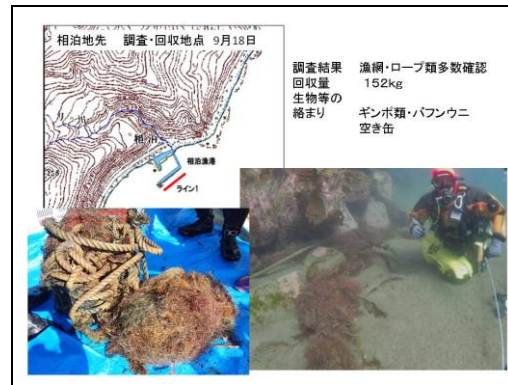 相泊地先　調査・回収地点　9月18日
調査結果　漁網・ロープ類多数確認
回収量　152kg
生物等の
絡まり　ギンポ類・バフンウニ
空き缶
相泊
相泊漁港
ライン1